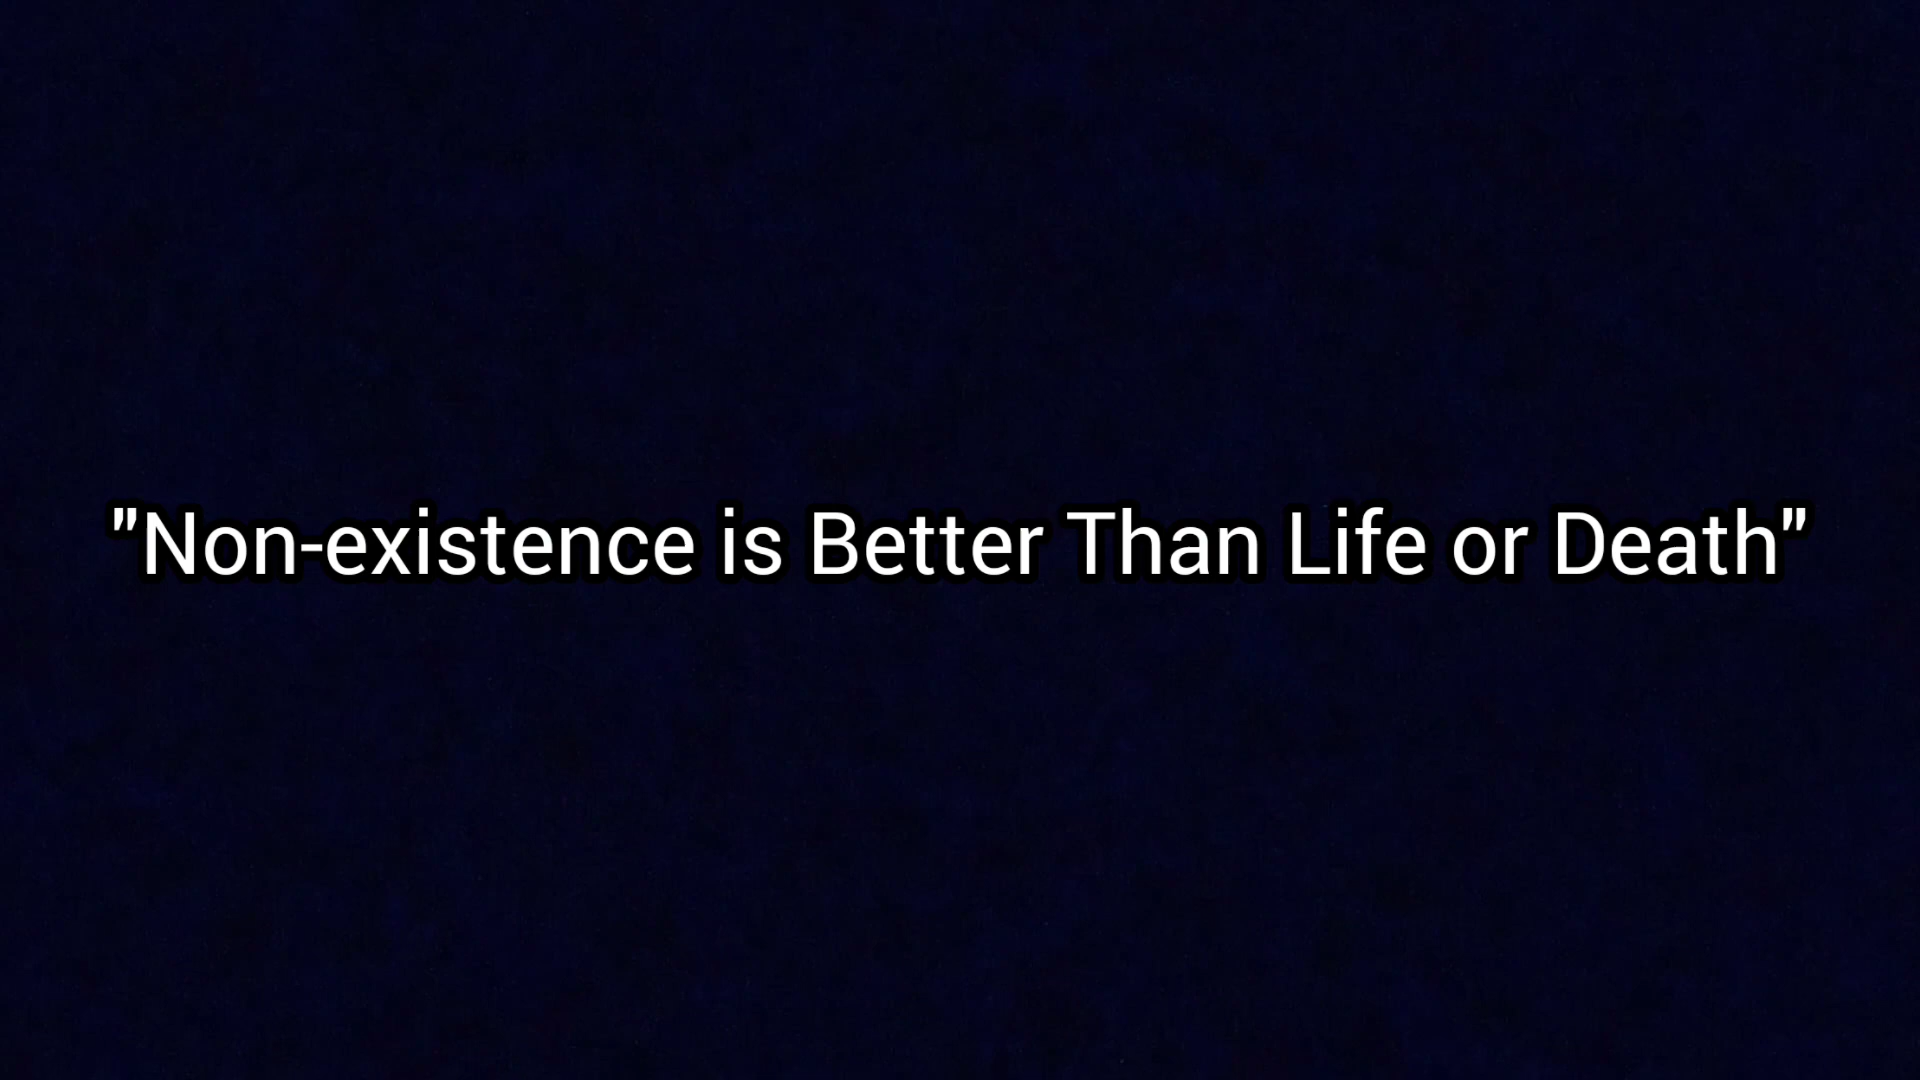 "Non-existence is Better Than Life or Death"